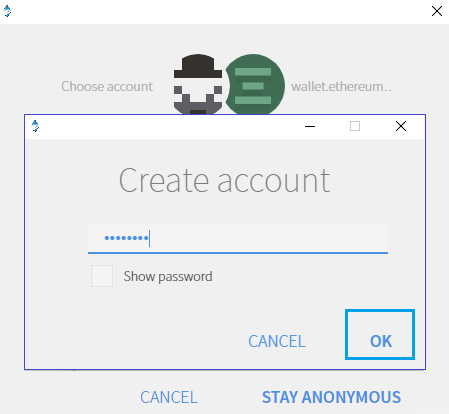 Choose account
wallet.ethereum..
Create account
••••••••
Show password
CANCEL
OK
CANCEL
STAY ANONYMOUS